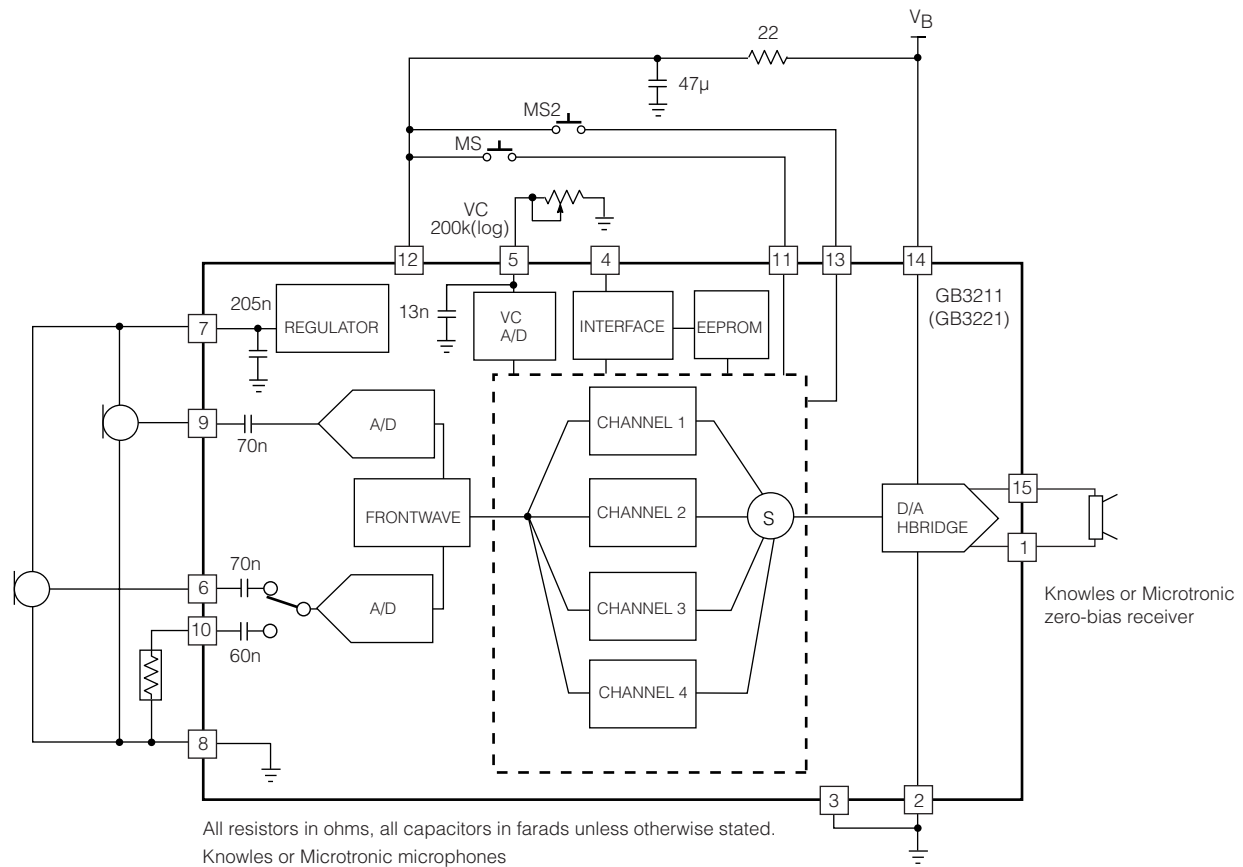 V_B
22
47µ
MS2
MS
VC
200k(log)
12
5
4
11
13
14
GB3211
(GB3221)
205n
13n
REGULATOR
VC
A/D
INTERFACE
EEPROM
7
9
70n
A/D
CHANNEL 1
FRONTWAVE
CHANNEL 2
S
D/A
HBRIDGE
15
1
6
70n
A/D
10
60n
CHANNEL 3
CHANNEL 4
Knowles or Microtronic
zero-bias receiver
8
3
2
All resistors in ohms, all capacitors in farads unless otherwise stated.
Knowles or Microtronic microphones